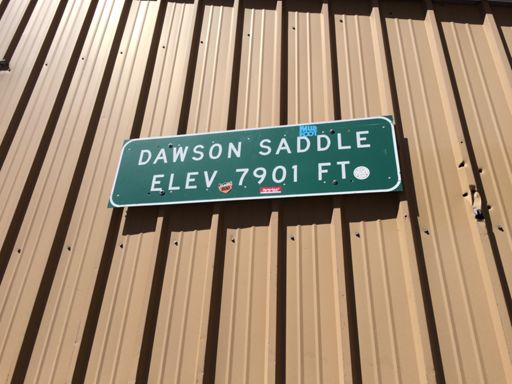 DAWSON SADDLE
ELEV 7901 FT.